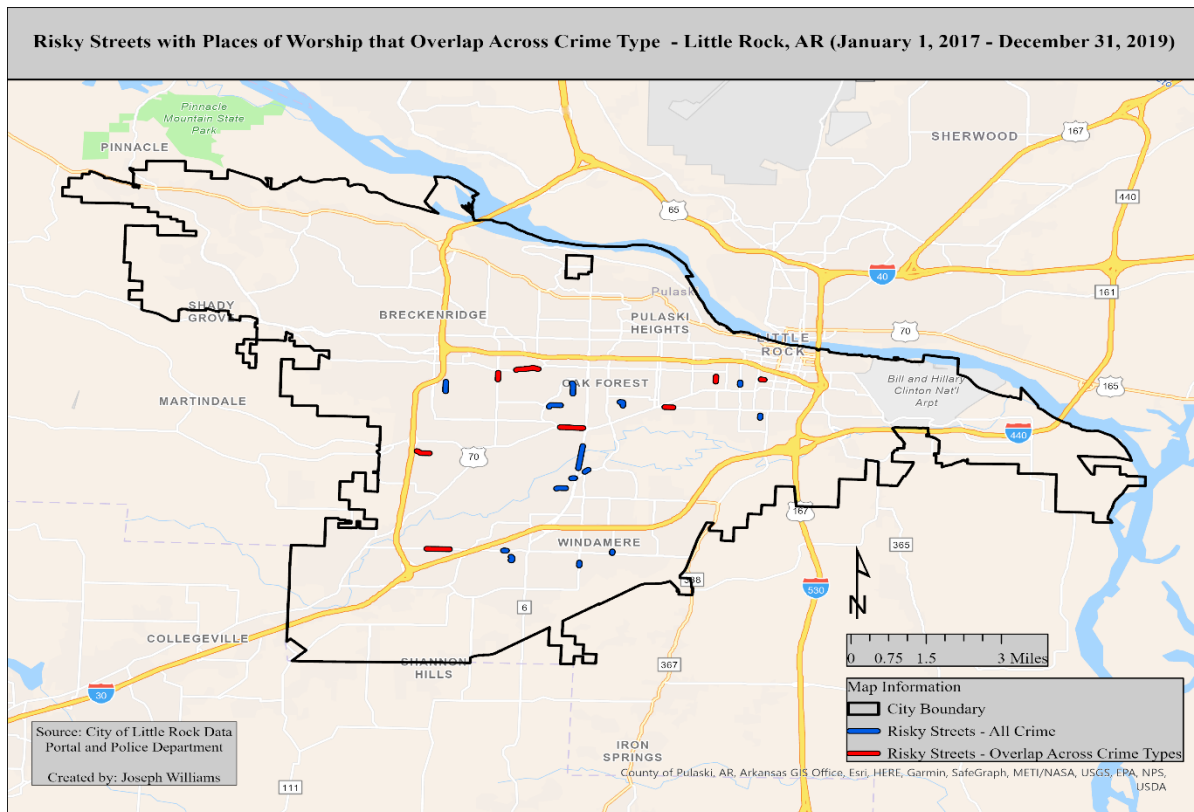 Risky Streets with Places of Worship that Overlap Across Crime Type - Little Rock, AR (January 1, 2017 - December 31, 2019)
Pinnacle
Mountain State
Park
PINNACLE
SHERWOOD
167
65
440
40
161
SHADY
GROVE
BRECKENRIDGE
Pulaski
PULASKI
HEIGHTS
LITTLE
ROCK
70
OAK FOREST
Bill and Hillary
Clinton Nat'l
Arpt
165
MARTINDALE
70
440
167
WINDAMERE
365
338
530
6
N
COLLEGEVILLE
SHANNON
HILLS
367
0 0.75 1.5 3 Miles
30
Map Information
City Boundary
Risky Streets - All Crime
Risky Streets - Overlap Across Crime Types
Source: City of Little Rock Data
Portal and Police Department
Created by: Joseph Williams
IRON
SPRINGS
111
County of Pulaski, AR, Arkansas GIS Office, Esri, HERE, Garmin, SafeGraph, METI/NASA, USGS, EPA, NPS,
USDA